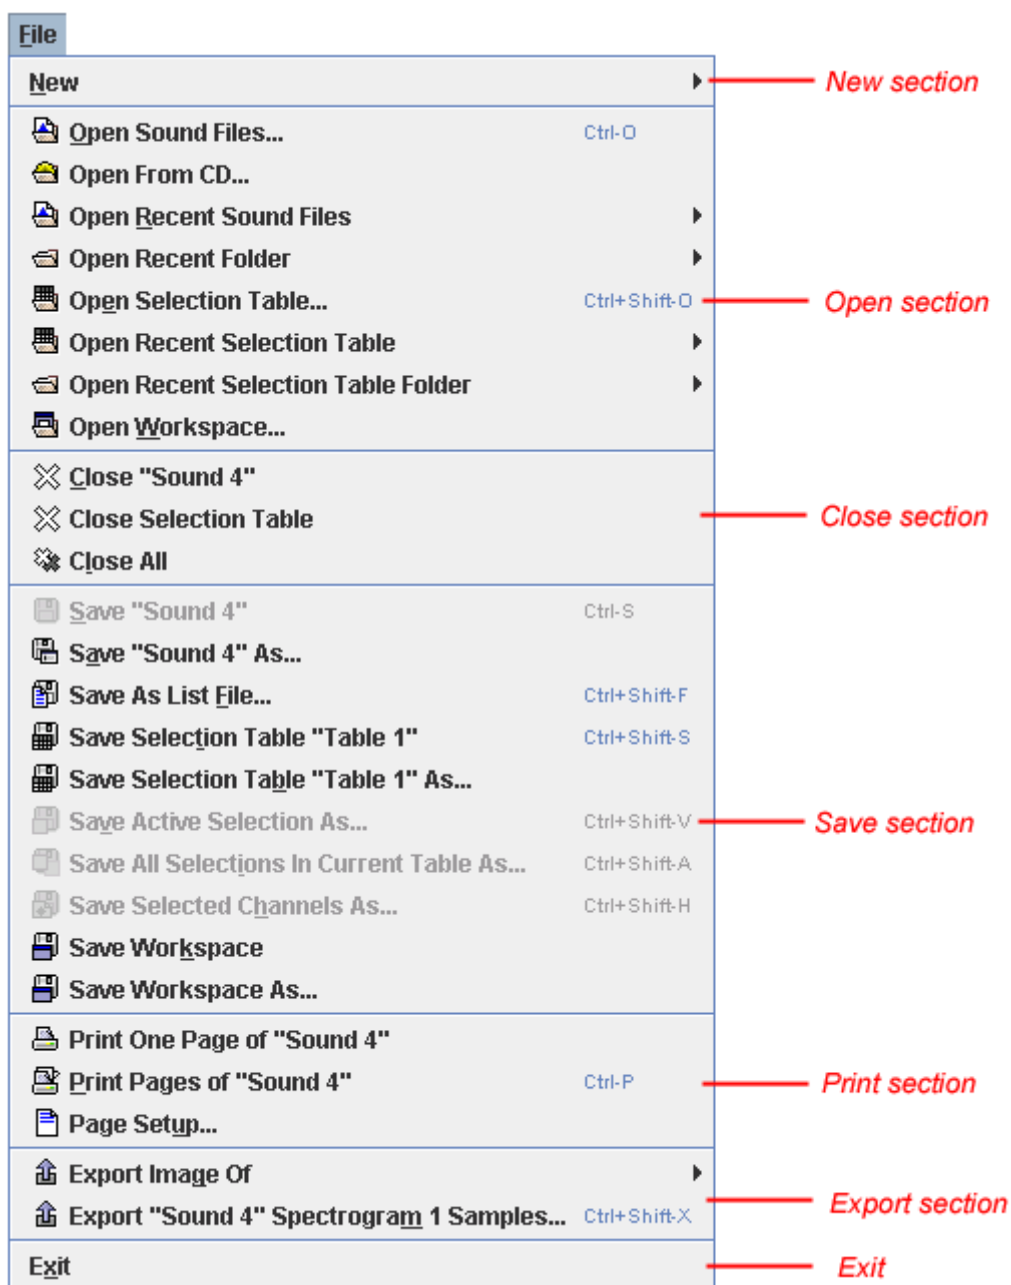 File
New New section
Open Sound Files... Ctrl-O
Open From CD...
Open Recent Sound Files
Open Recent Folder
Open Selection Table... Ctrl+Shift-O Open section
Open Recent Selection Table
Open Recent Selection Table Folder
Open Workspace...
Close "Sound 4"
Close Selection Table Close section
Close All
Save "Sound 4" Ctrl-S
Save "Sound 4" As...
Save As List File... Ctrl+Shift-F
Save Selection Table "Table 1" Ctrl+Shift-S
Save Selection Table "Table 1" As...
Save Active Selection As... Ctrl+Shift-V Save section
Save All Selections In Current Table As... Ctrl+Shift-A
Save Selected Channels As... Ctrl+Shift-H
Save Workspace
Save Workspace As...
Print One Page of "Sound 4"
Print Pages of "Sound 4" Ctrl-P Print section
Page Setup...
Export Image Of
Export "Sound 4" Spectrogram 1 Samples... Ctrl+Shift-X Export section
Exit Exit